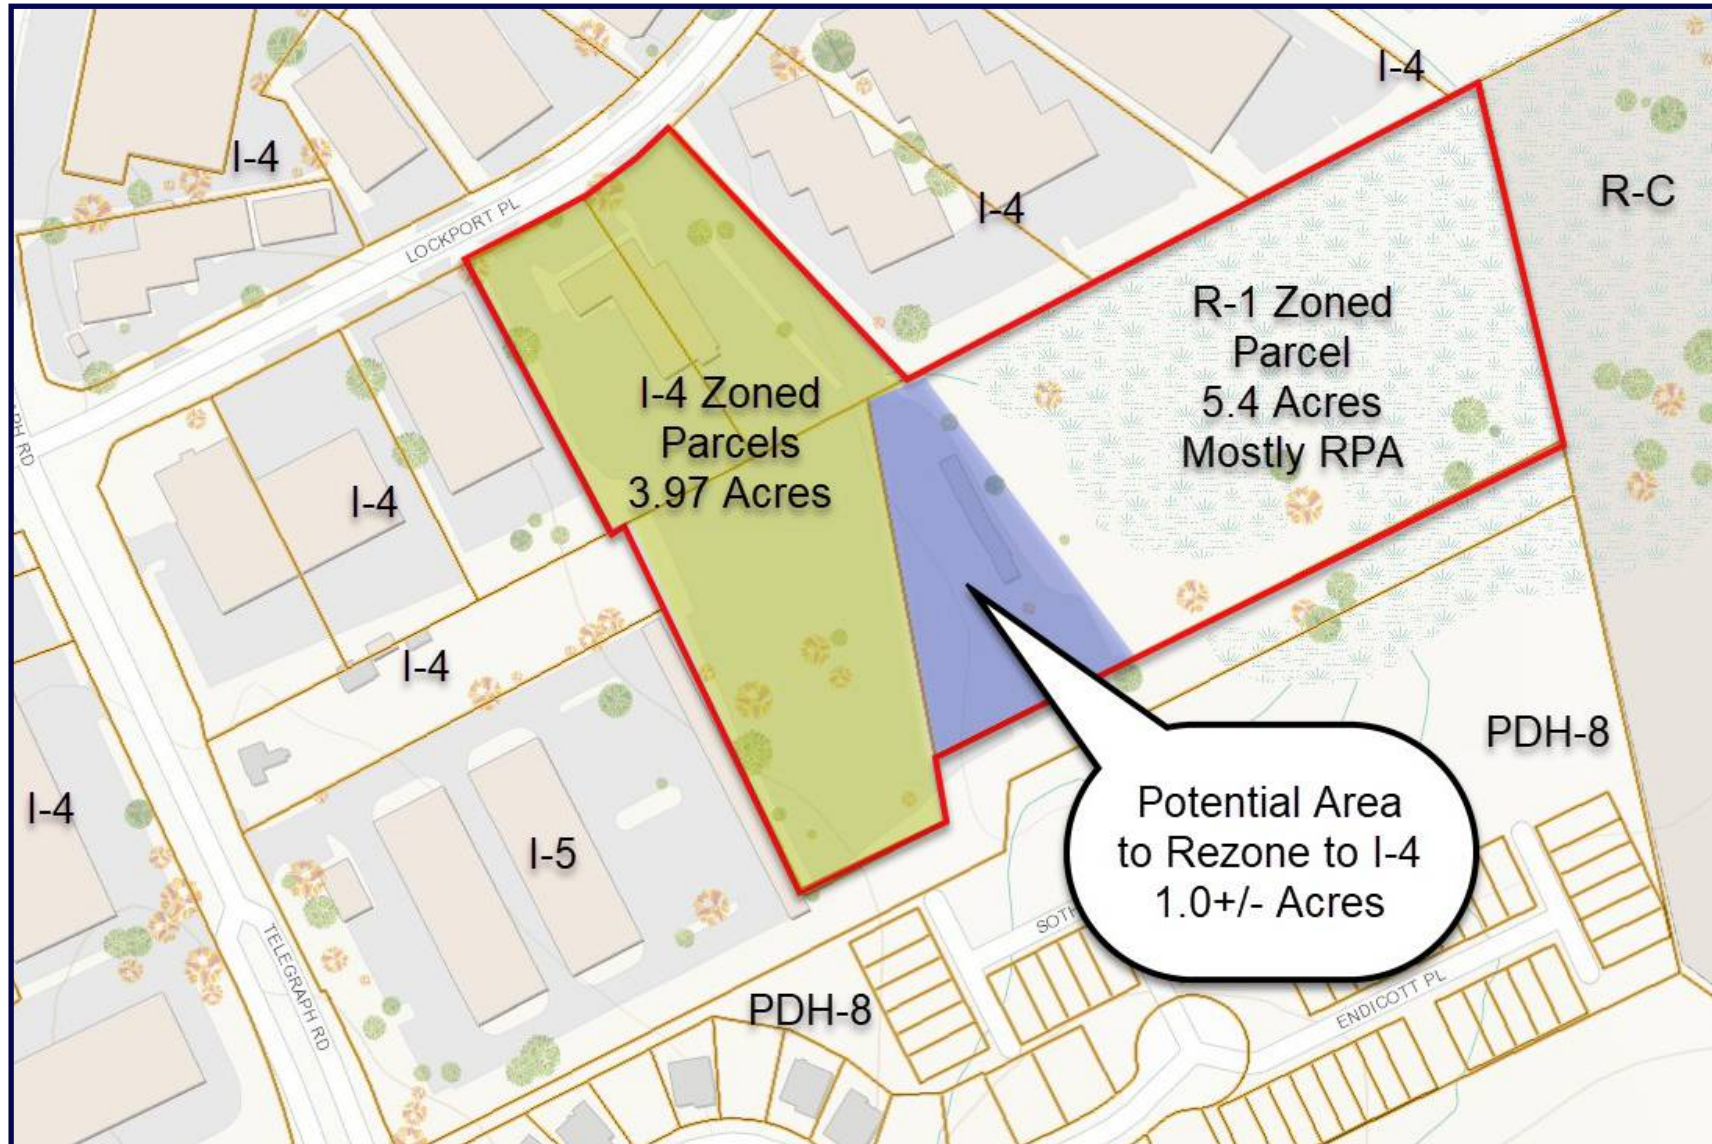 I-4
I-4
R-C
I-4
LOCKPORT PL
R-1 Zoned
Parcel
5.4 Acres
Mostly RPA
I-4 Zoned
Parcels
3.97 Acres
RD
I-4
I-4
PDH-8
I-4
I-5
Potential Area
to Rezone to I-4
1.0+/- Acres
TELEGRAPH RD
PDH-8
ENDICOTT PL